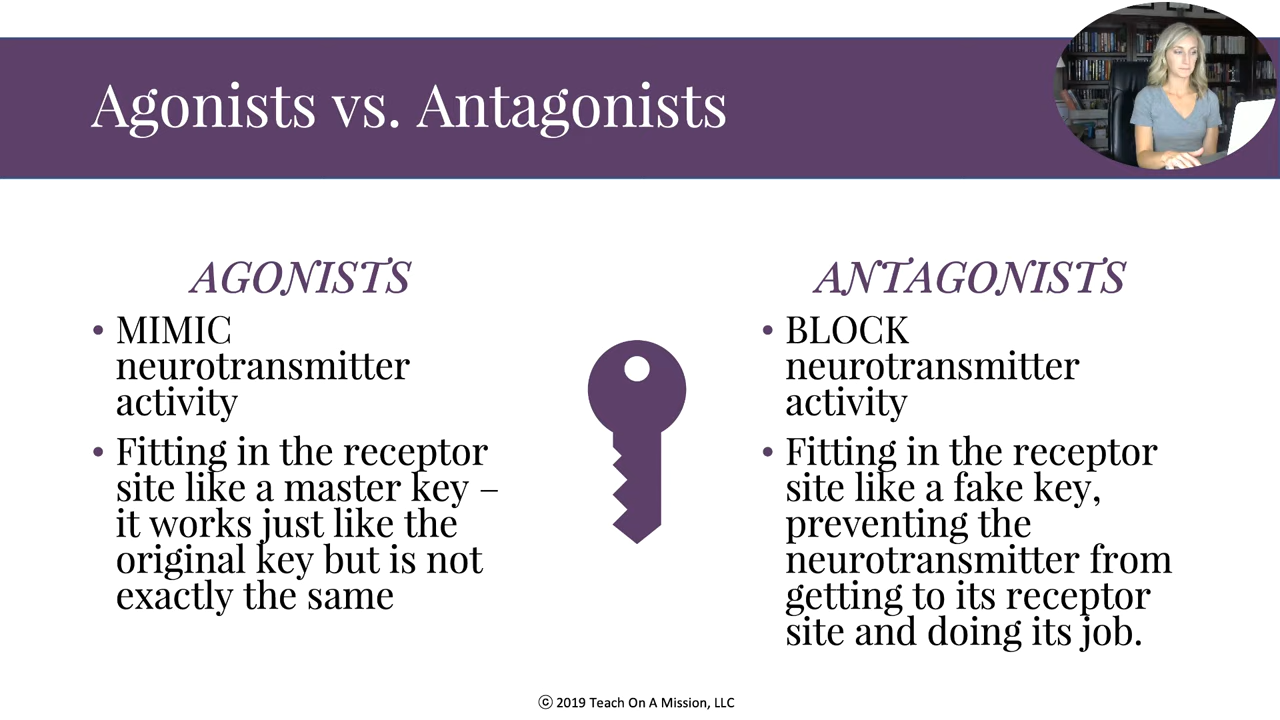 Agonists vs. Antagonists
AGONISTS
• MIMIC
neurotransmitter
activity
• Fitting in the receptor
site like a master key –
it works just like the
original key but is not
exactly the same
ANTAGONISTS
• BLOCK
neurotransmitter
activity
• Fitting in the receptor
site like a fake key,
preventing the
neurotransmitter from
getting to its receptor
site and doing its job.
ⓒ 2019 Teach On A Mission, LLC